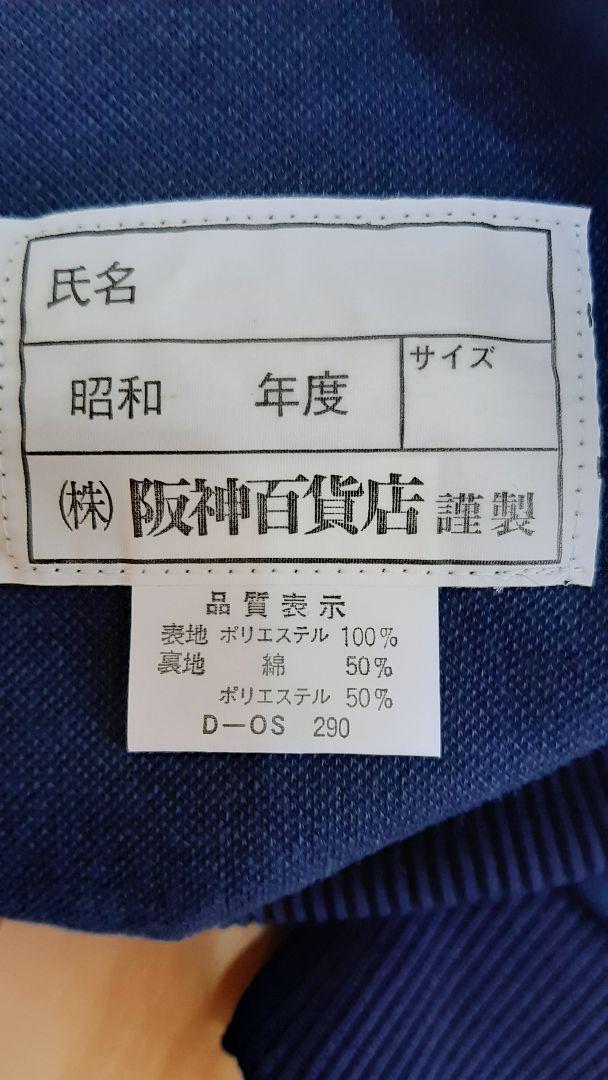 氏名
昭和 年度 サイズ
㈱ 阪神百貨店 謹製
品質表示
表地 ポリエステル 100%
裏地 綿 50%
ポリエステル 50%
D-OS 290